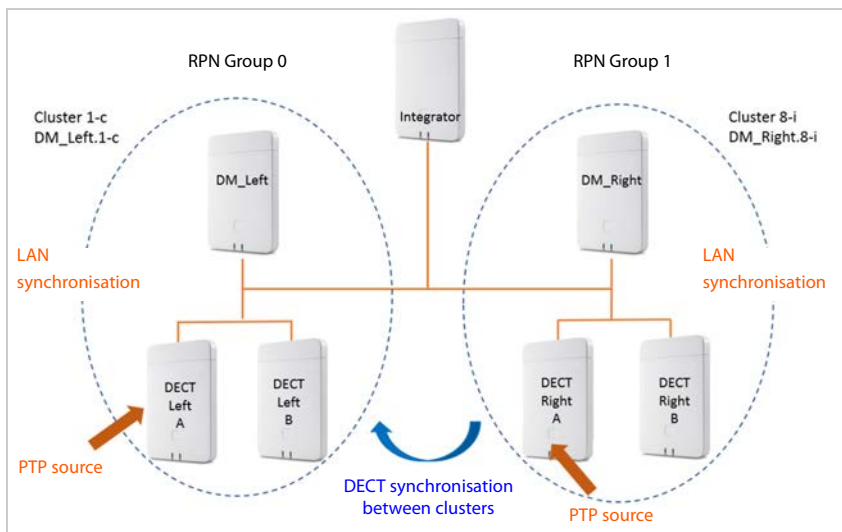 RPN Group 0
RPN Group 1
Cluster 1-c
DM_Left.1-c
Integrator
Cluster 8-i
DM_Right.8-i
DM_Left
DM_Right
LAN
synchronisation
LAN
synchronisation
DECT
Left
A
DECT
Left
B
DECT
Right
A
DECT
Right
B
PTP source
DECT synchronisation
between clusters
PTP source